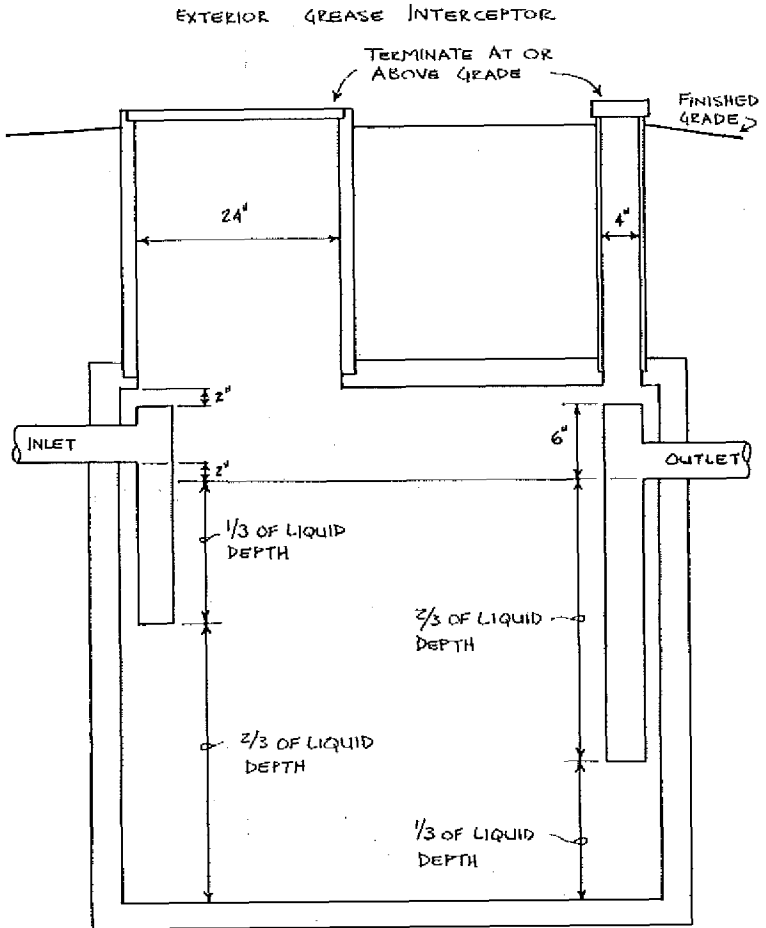 EXTERIOR GREASE INTERCEPTOR
TERMINATE AT OR
ABOVE GRADE
FINISHED
GRADE
24"
4"
2"
6"
INLET
2"
OUTLET
1/3 OF LIQUID
DEPTH
2/3 OF LIQUID
DEPTH
2/3 OF LIQUID
DEPTH
1/3 OF LIQUID
DEPTH